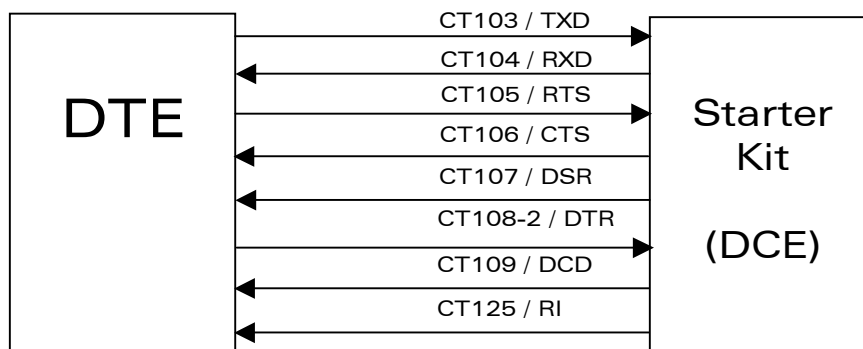 CT103 / TXD
CT104 / RXD
CT105 / RTS
CT106 / CTS
CT107 / DSR
CT108-2 / DTR
CT109 / DCD
CT125 / RI
DTE
Starter
Kit
(DCE)